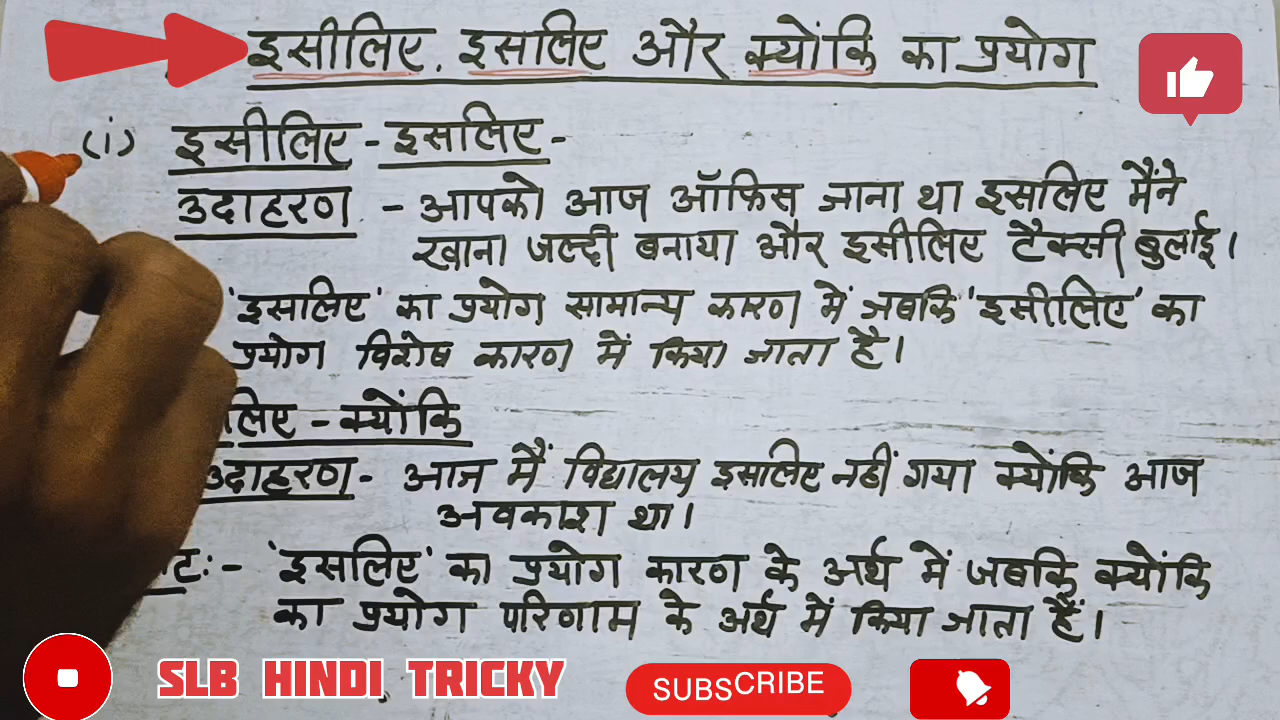 इसीलिए, इसलिए और क्योंकि का प्रयोग
(i) इसीलिए - इसलिए -
उदाहरण - आपको आज ऑफिस जाना था इसलिए मैंने
खाना जल्दी बनाया और इसीलिए टैक्सी बुलाई।
'इसलिए' का प्रयोग सामान्य कारण में जबकि 'इसीलिए' का
प्रयोग विशेष कारण में किया जाता है।
लिए - क्योंकि
उदाहरण - आज मैं विद्यालय इसलिए नहीं गया क्योंकि आज
अवकाश था।
'इसलिए' का प्रयोग कारण के अर्थ में जबकि क्योंकि
का प्रयोग परिणाम के अर्थ में किया जाता हैं।
SLB HINDI TRICKY
SUBSCRIBE